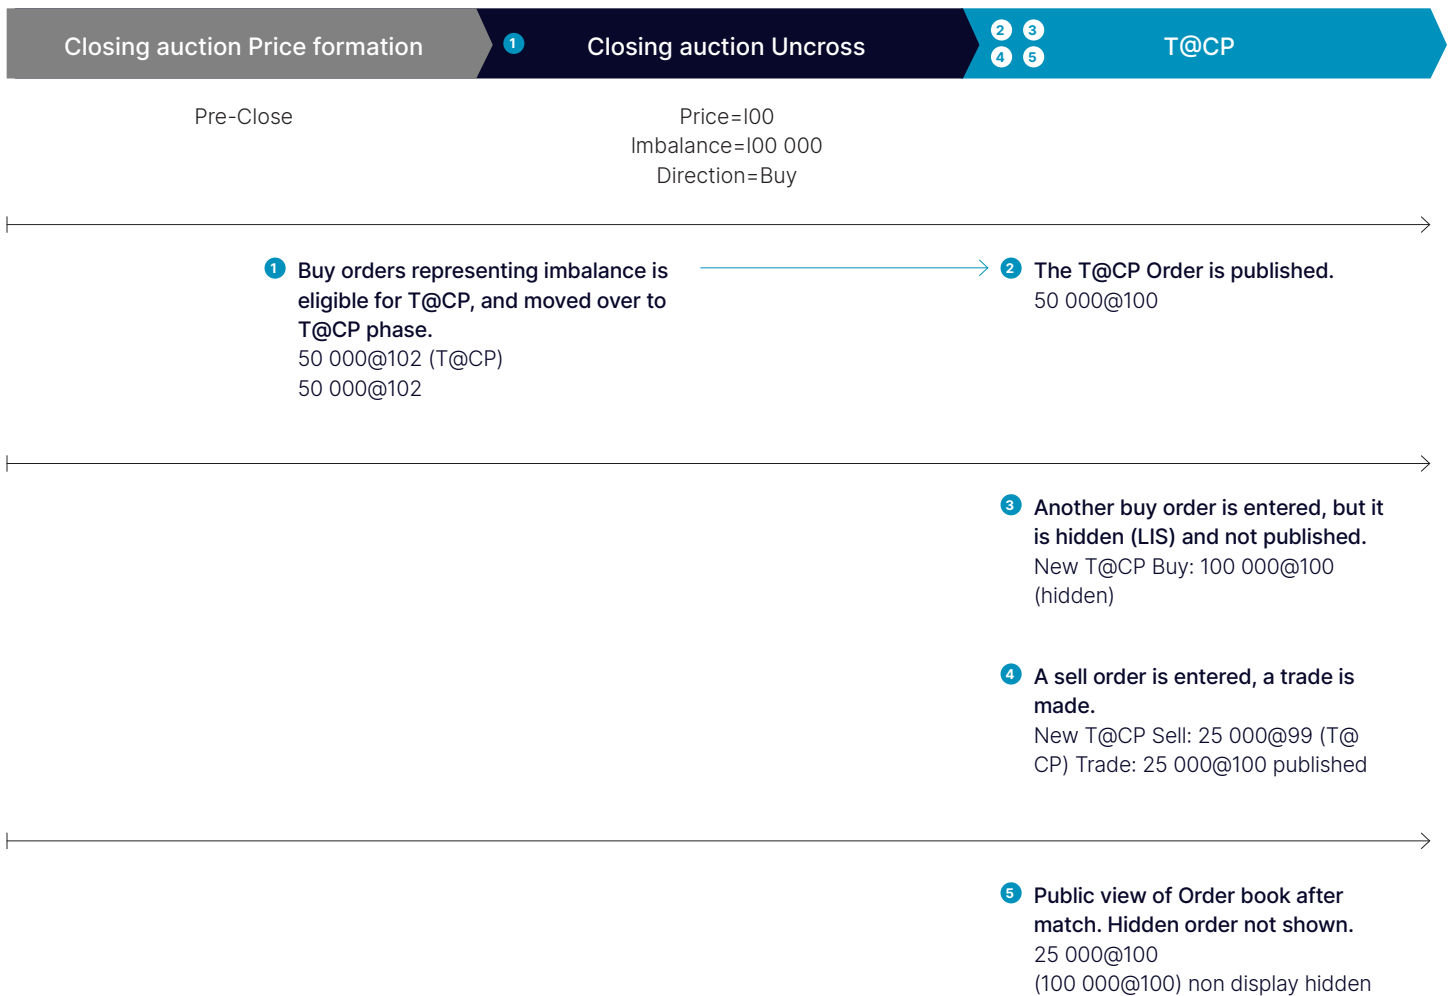 Closing auction Price formation
1
Closing auction Uncross
2 3
4 5
T@CP
Pre-Close
Price=I00
Imbalance=I00 000
Direction=Buy
1 Buy orders representing imbalance is
eligible for T@CP, and moved over to
T@CP phase.
50 000@102 (T@CP)
50 000@102
2 The T@CP Order is published.
50 000@100
3 Another buy order is entered, but it
is hidden (LIS) and not published.
New T@CP Buy: 100 000@100
(hidden)
4 A sell order is entered, a trade is
made.
New T@CP Sell: 25 000@99 (T@
CP) Trade: 25 000@100 published
5 Public view of Order book after
match. Hidden order not shown.
25 000@100
(100 000@100) non display hidden